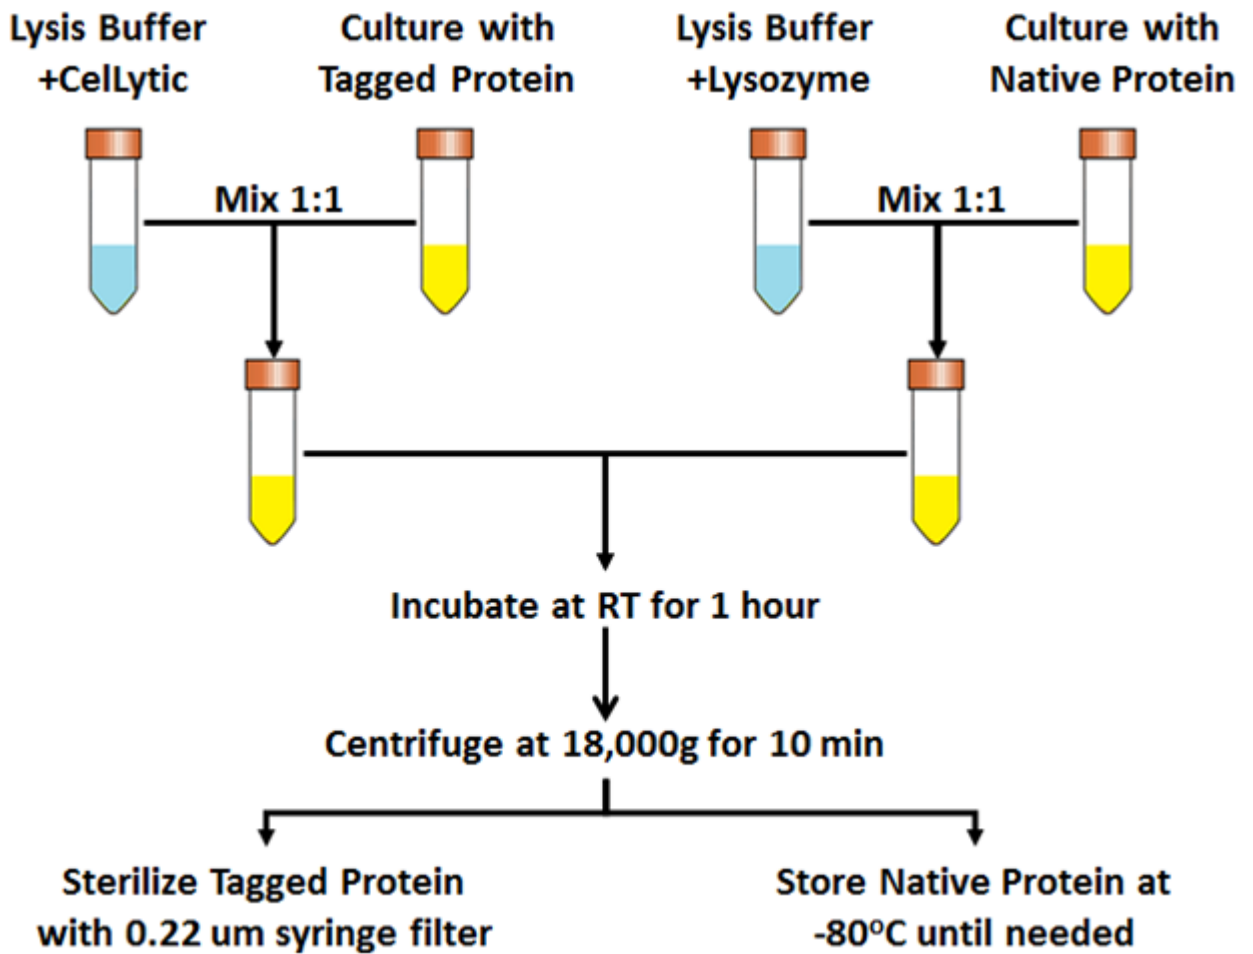 Lysis Buffer
+CelLytic
Culture with
Tagged Protein
Lysis Buffer
+Lysozyme
Culture with
Native Protein
Mix 1:1
Mix 1:1
Incubate at RT for 1 hour
Centrifuge at 18,000g for 10 min
Sterilize Tagged Protein
with 0.22 um syringe filter
Store Native Protein at
-80ºC until needed